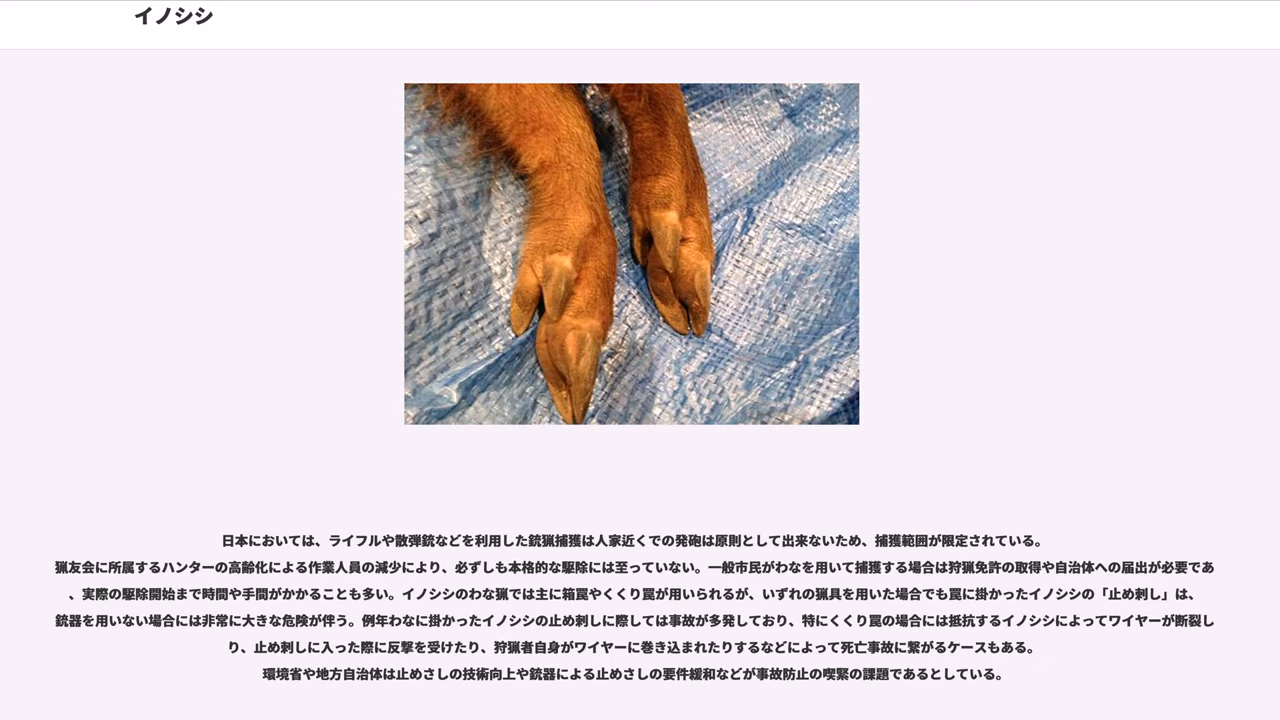 イノシシ
日本においては、ライフルや散弾銃などを利用した銃猟捕獲は人家近くでの発砲は原則として出来ないため、捕獲範囲が限定されている。
猟友会に所属するハンターの高齢化による作業人員の減少により、必ずしも本格的な駆除には至っていない。一般市民がわなを用いて捕獲する場合は狩猟免許の取得や自治体への届出が必要であ
、実際の駆除開始まで時間や手間がかかることも多い。イノシシのわな猟では主に箱罠やくくり罠が用いられるが、いずれの猟具を用いた場合でも罠に掛かったイノシシの「止め刺し」は、
銃器を用いない場合には非常に大きな危険が伴う。例年わなに掛かったイノシシの止め刺しに際しては事故が多発しており、特にくくり罠の場合には抵抗するイノシシによってワイヤーが断裂し
り、止め刺しに入った際に反撃を受けたり、狩猟者自身がワイヤーに巻き込まれたりするなどによって死亡事故に繋がるケースもある。
環境省や地方自治体は止めさしの技術向上や銃器による止めさしの要件緩和などが事故防止の喫緊の課題であるとしている。